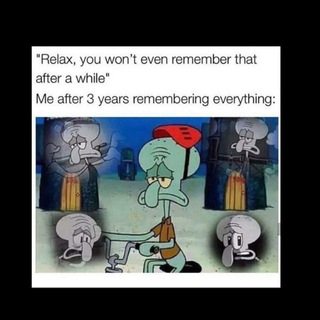 "Relax, you won't even remember that
after a while"
Me after 3 years remembering everything: